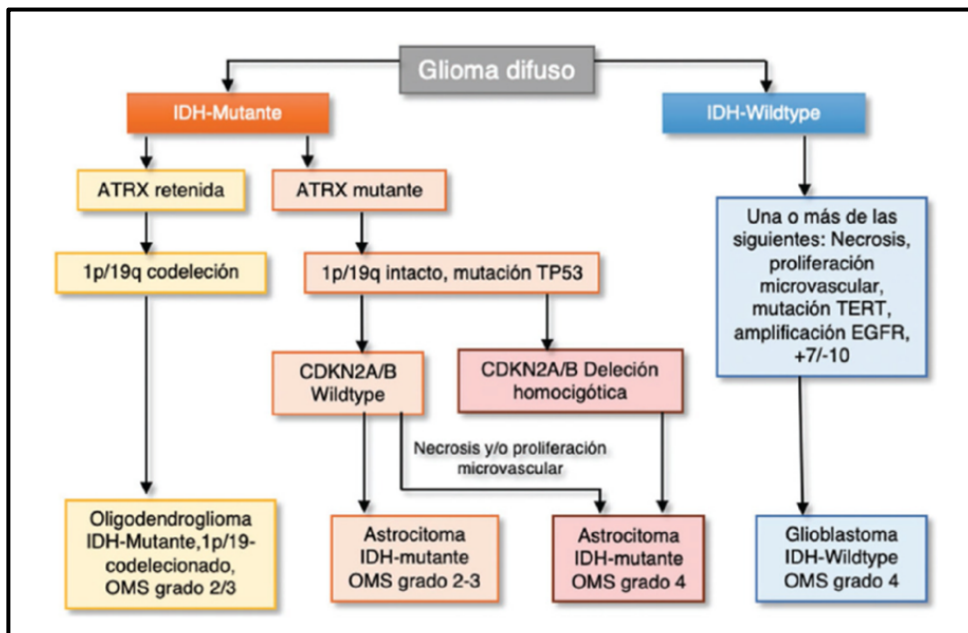 Glioma difuso
IDH-Mutante
IDH-Wildtype
ATRX retenida
ATRX mutante
Una o más de las
siguientes: Necrosis,
proliferación
microvascular,
mutación TERT,
amplificación EGFR,
+7/-10
1p/19q codeleción
1p/19q intacto, mutación TP53
CDKN2A/B
Wildtype
CDKN2A/B Deleción
homocigótica
Necrosis y/o proliferación
microvascular
Oligodendroglioma
IDH-Mutante,1p/19-
codelecionado,
OMS grado 2/3
Astrocitoma
IDH-mutante
OMS grado 2-3
Astrocitoma
IDH-mutante
OMS grado 4
Glioblastoma
IDH-Wildtype
OMS grado 4